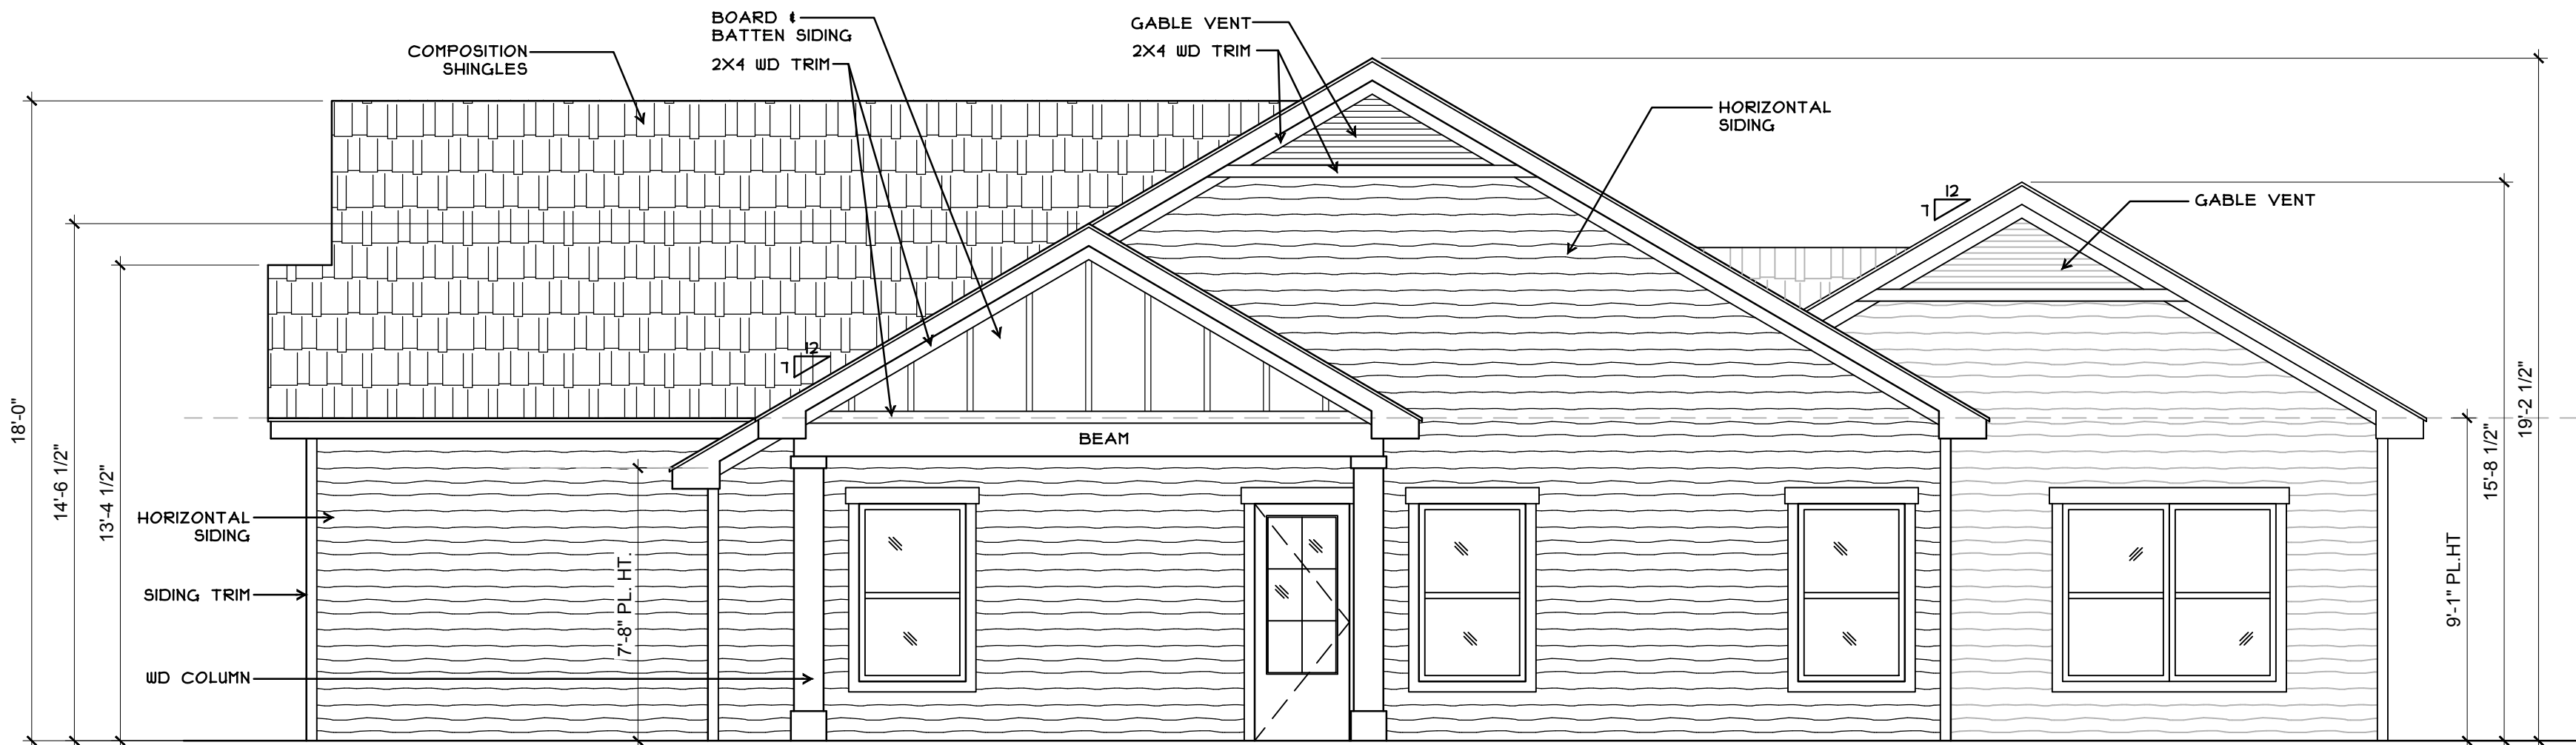 BOARD &
BATTEN SIDING
2X4 WD TRIM
COMPOSITION
SHINGLES
GABLE VENT
2X4 WD TRIM
HORIZONTAL
SIDING
12
7
GABLE VENT
12
7
BEAM
18'-0"
14'-6 1/2"
13'-4 1/2"
HORIZONTAL
SIDING
SIDING TRIM
WD COLUMN
7'-8" PL. HT.
9'-1" PL.HT
15'-8 1/2"
19'-2 1/2"